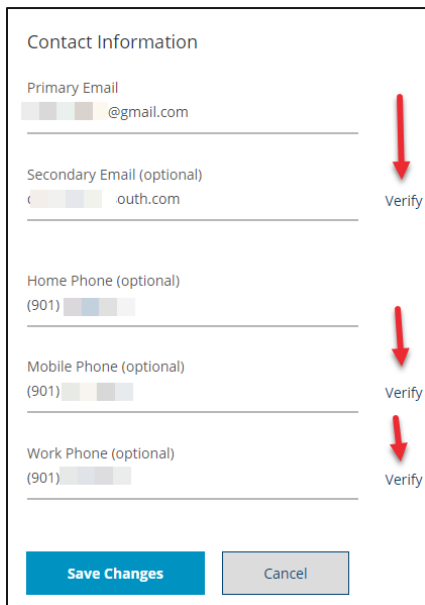 Contact Information
Primary Email
@gmail.com
Secondary Email (optional)
outh.com
Verify
Home Phone (optional)
(901)
Mobile Phone (optional)
(901)
Verify
Work Phone (optional)
(901)
Verify
Save Changes
Cancel